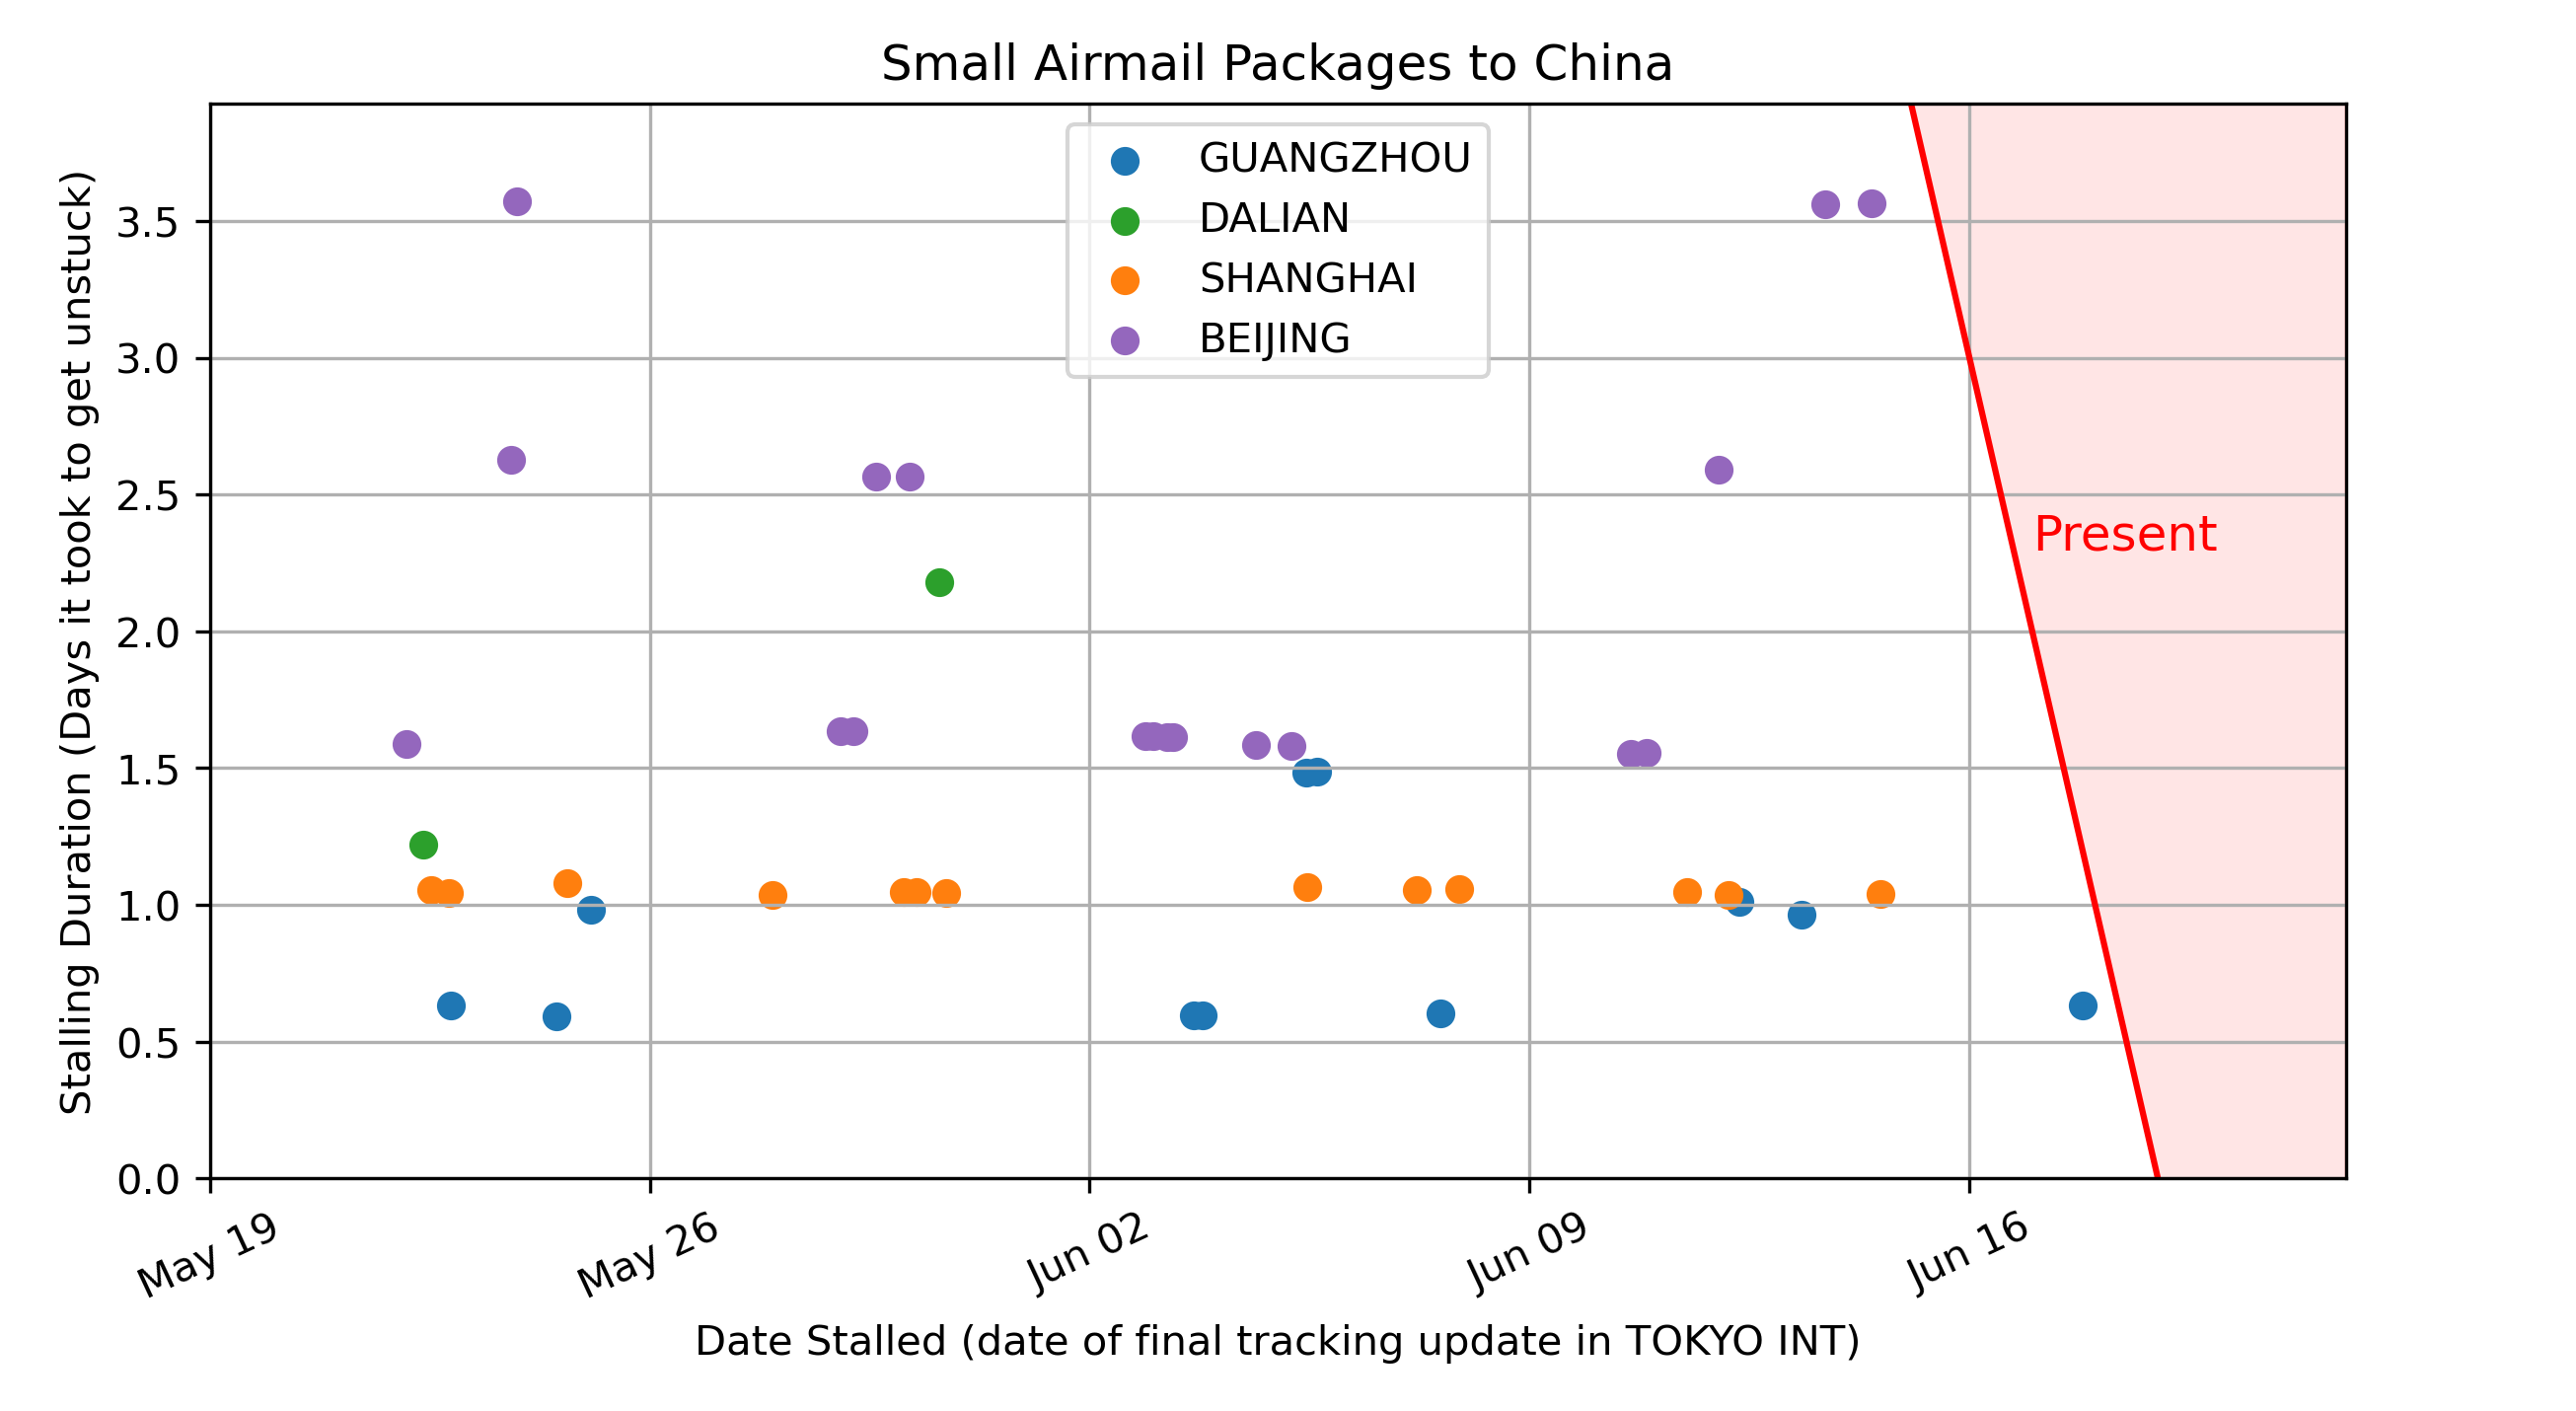 Small Airmail Packages to China
GUANGZHOU
DALIAN
SHANGHAI
BEIJING
Present
Stalling Duration (Days it took to get unstuck)
3.5
3.0
2.5
2.0
1.5
1.0
0.5
0.0
May 19
May 26
Jun 02
Jun 09
Jun 16
Date Stalled (date of final tracking update in TOKYO INT)